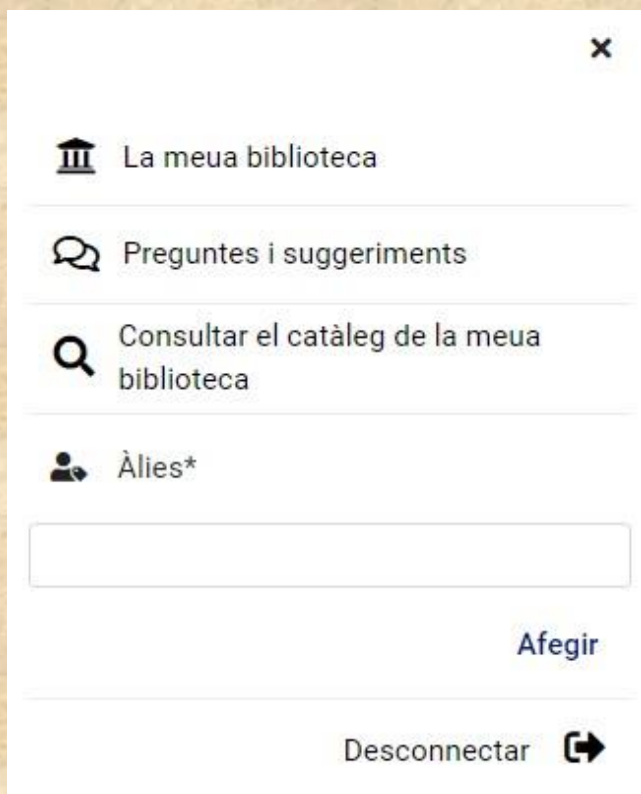 La meua biblioteca
Preguntes i suggeriments
Consultar el catàleg de la meua
biblioteca
Àlies*
Afegir
Desconnectar